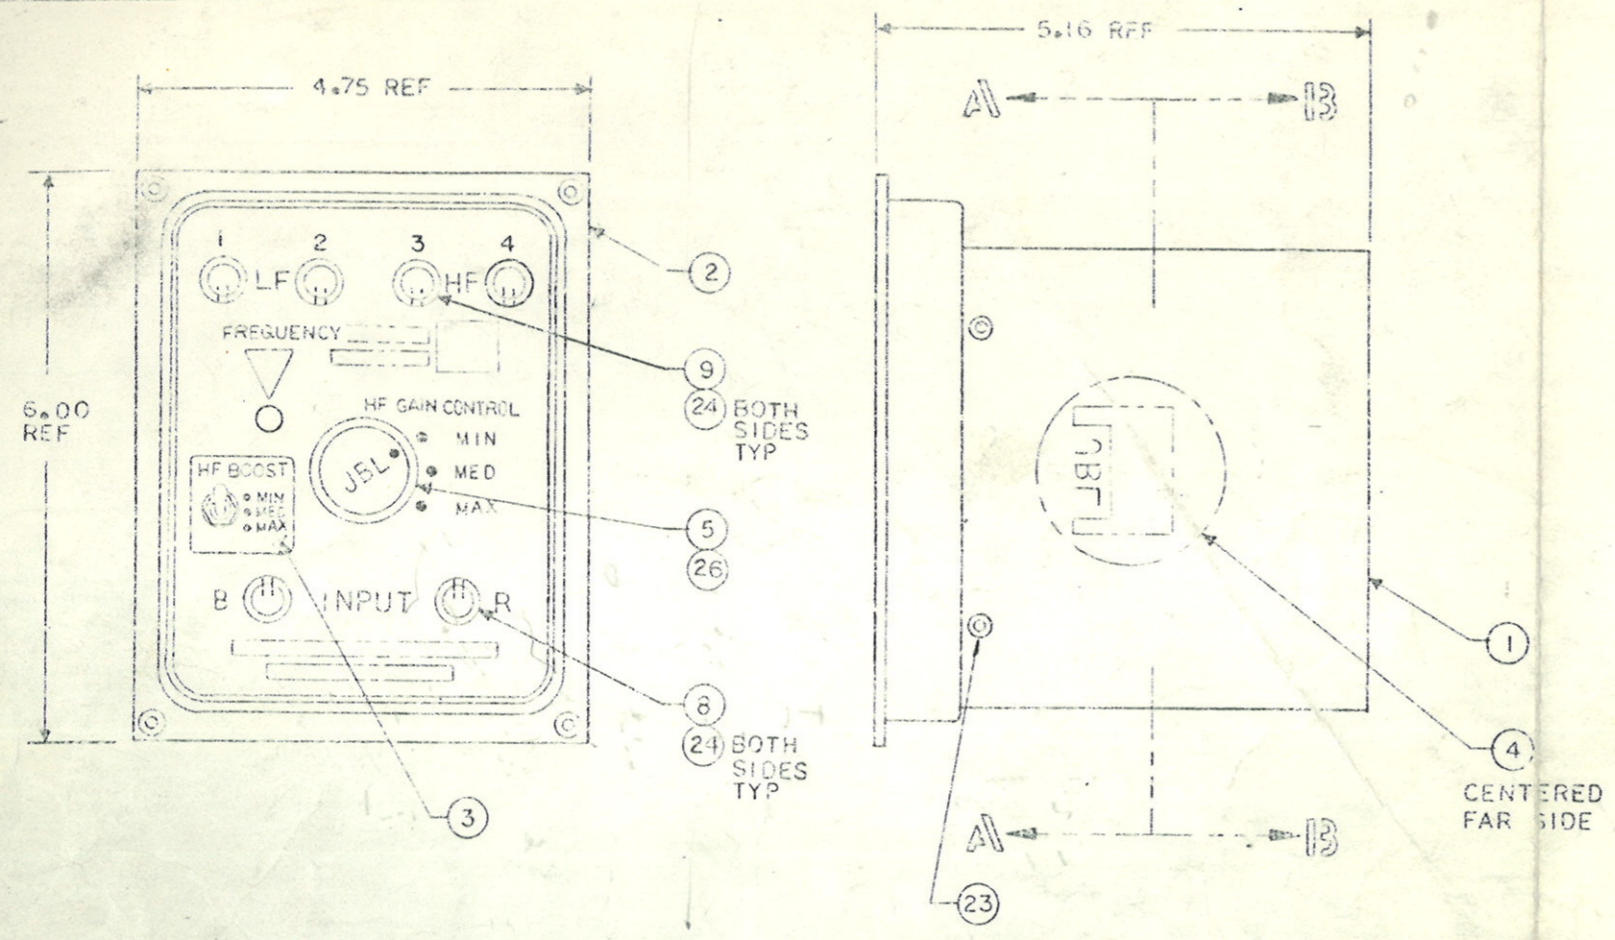 4.75 REF
6.00
REF
1 2 3 4
LF HF
FREQUENCY
HF GAIN CONTROL
MIN
MED
MAX
JBL
HF BOOST
MIN
MED
MAX
B INPUT R
2
9
24 BOTH
SIDES
TYP
5
26
8
24 BOTH
SIDES
TYP
3
5.16 REF
A B
JBL
1
4
CENTERED
FAR SIDE
A B
23